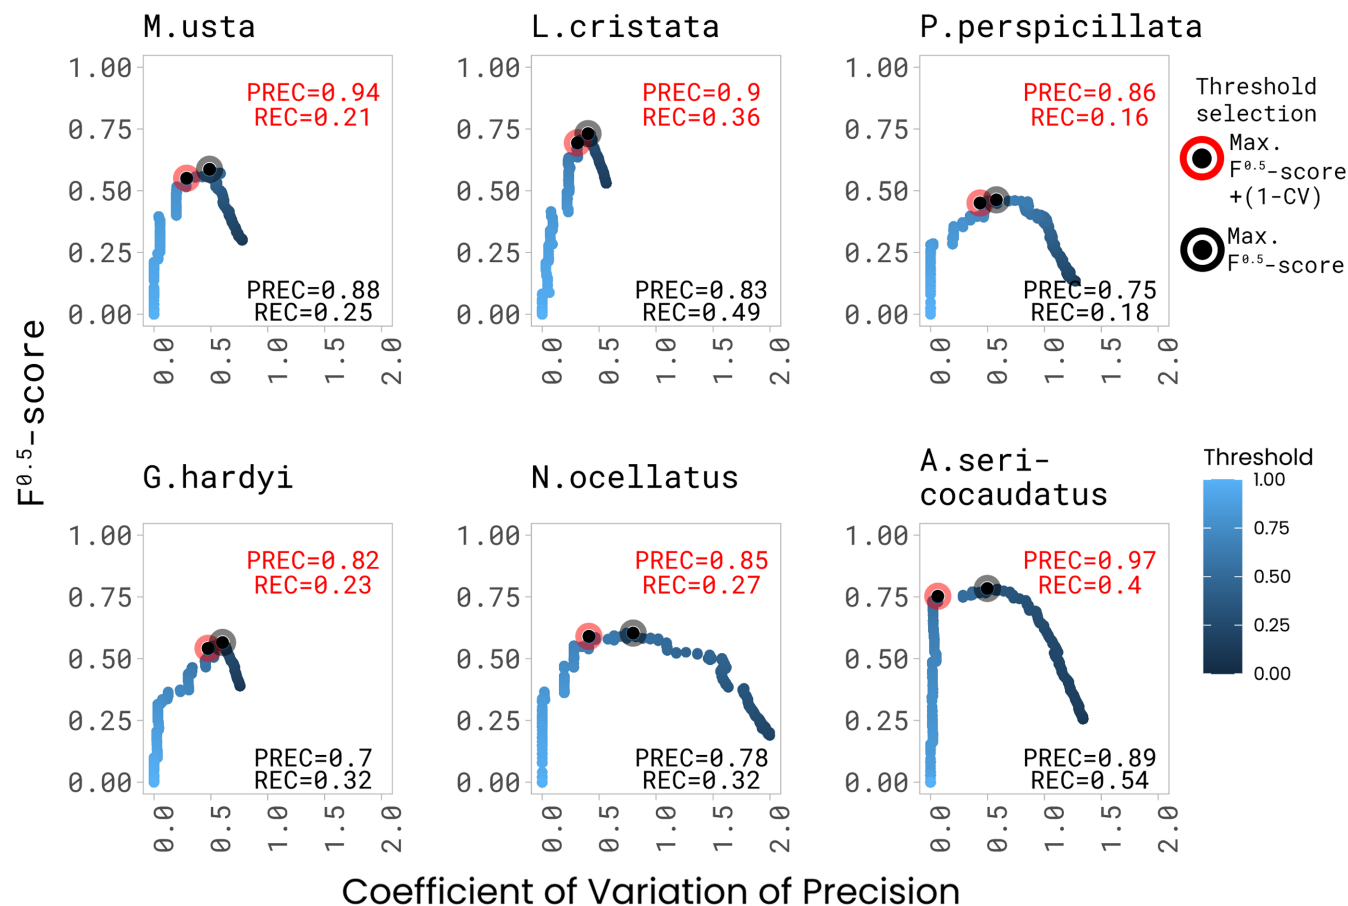 M.usta
L.cristata
P.perspicillata
1.00
0.75
0.50
0.25
0.00
PREC=0.94
REC=0.21
PREC=0.88
REC=0.25
0.0
0.5
1.0
1.5
2.0
1.00
0.75
0.50
0.25
0.00
PREC=0.9
REC=0.36
PREC=0.83
REC=0.49
0.0
0.5
1.0
1.5
2.0
1.00
0.75
0.50
0.25
0.00
PREC=0.86
REC=0.16
PREC=0.75
REC=0.18
0.0
0.5
1.0
1.5
2.0
Threshold
selection
Max.
F⁰·⁵-score
+(1-CV)
Max.
F⁰·⁵-score
F⁰·⁵-score
G.hardyi
N.ocellatus
A.seri-
cocaudatus
1.00
0.75
0.50
0.25
0.00
PREC=0.82
REC=0.23
PREC=0.7
REC=0.32
0.0
0.5
1.0
1.5
2.0
1.00
0.75
0.50
0.25
0.00
PREC=0.85
REC=0.27
PREC=0.78
REC=0.32
0.0
0.5
1.0
1.5
2.0
1.00
0.75
0.50
0.25
0.00
PREC=0.97
REC=0.4
PREC=0.89
REC=0.54
0.0
0.5
1.0
1.5
2.0
Threshold
1.00
0.75
0.50
0.25
0.00
Coefficient of Variation of Precision